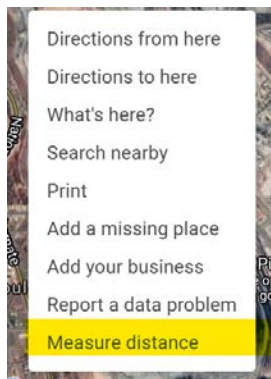 Directions from here
Directions to here
What's here?
Search nearby
Print
Add a missing place
Add your business
Report a data problem
Measure distance